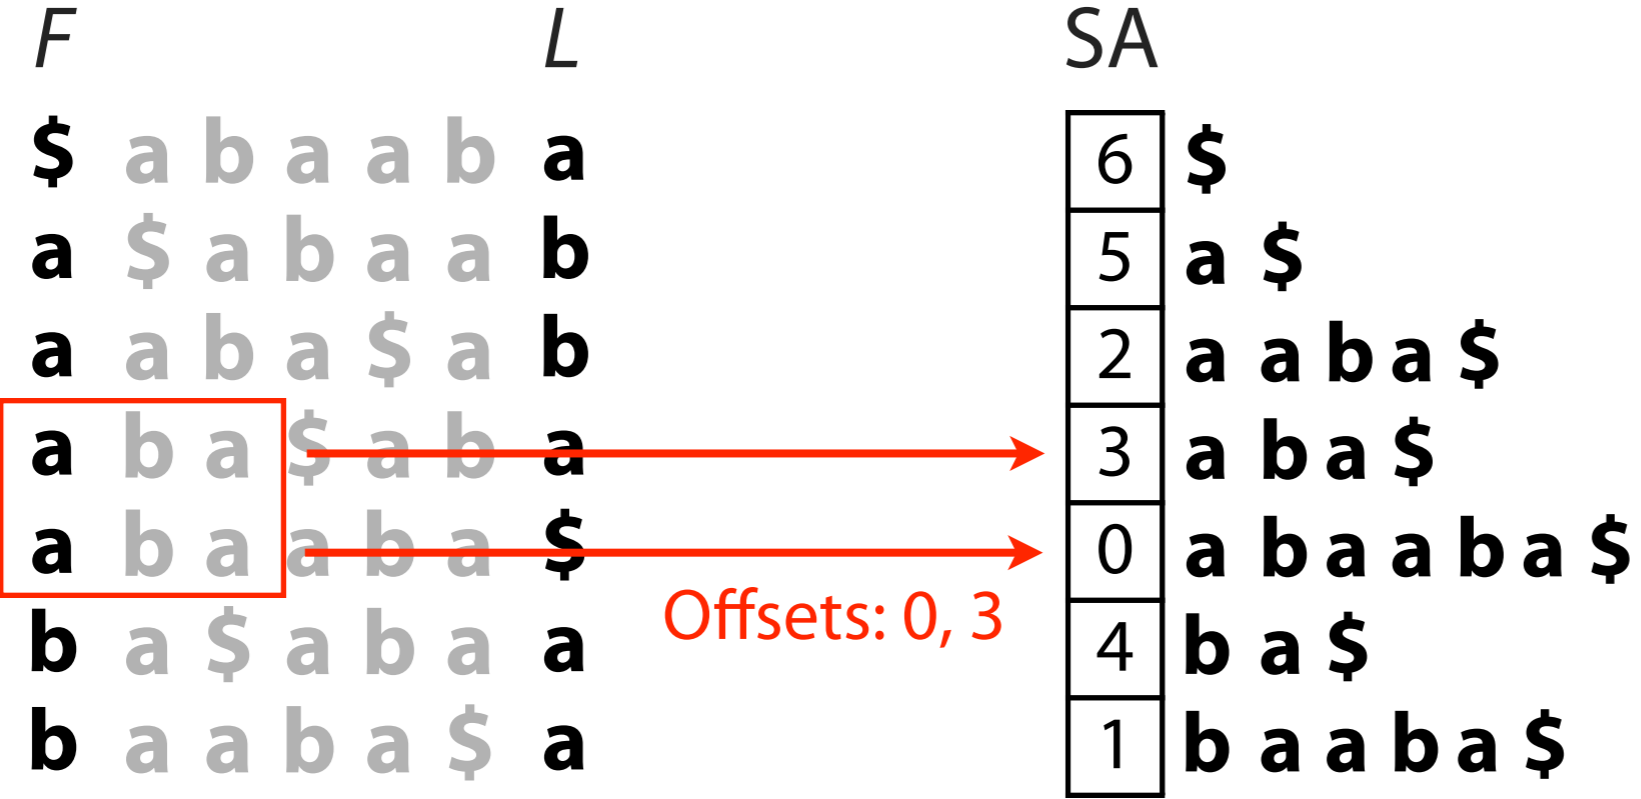 F L SA
$ a b a a b a 6 $
a $ a b a a b 5 a $
a a b a $ a b 2 a a b a $
a b a $ a b a 3 a b a $
a b a a b a $ 0 a b a a b a $
Offsets: 0, 3
b a $ a b a a 4 b a $
b a a b a $ a 1 b a a b a $